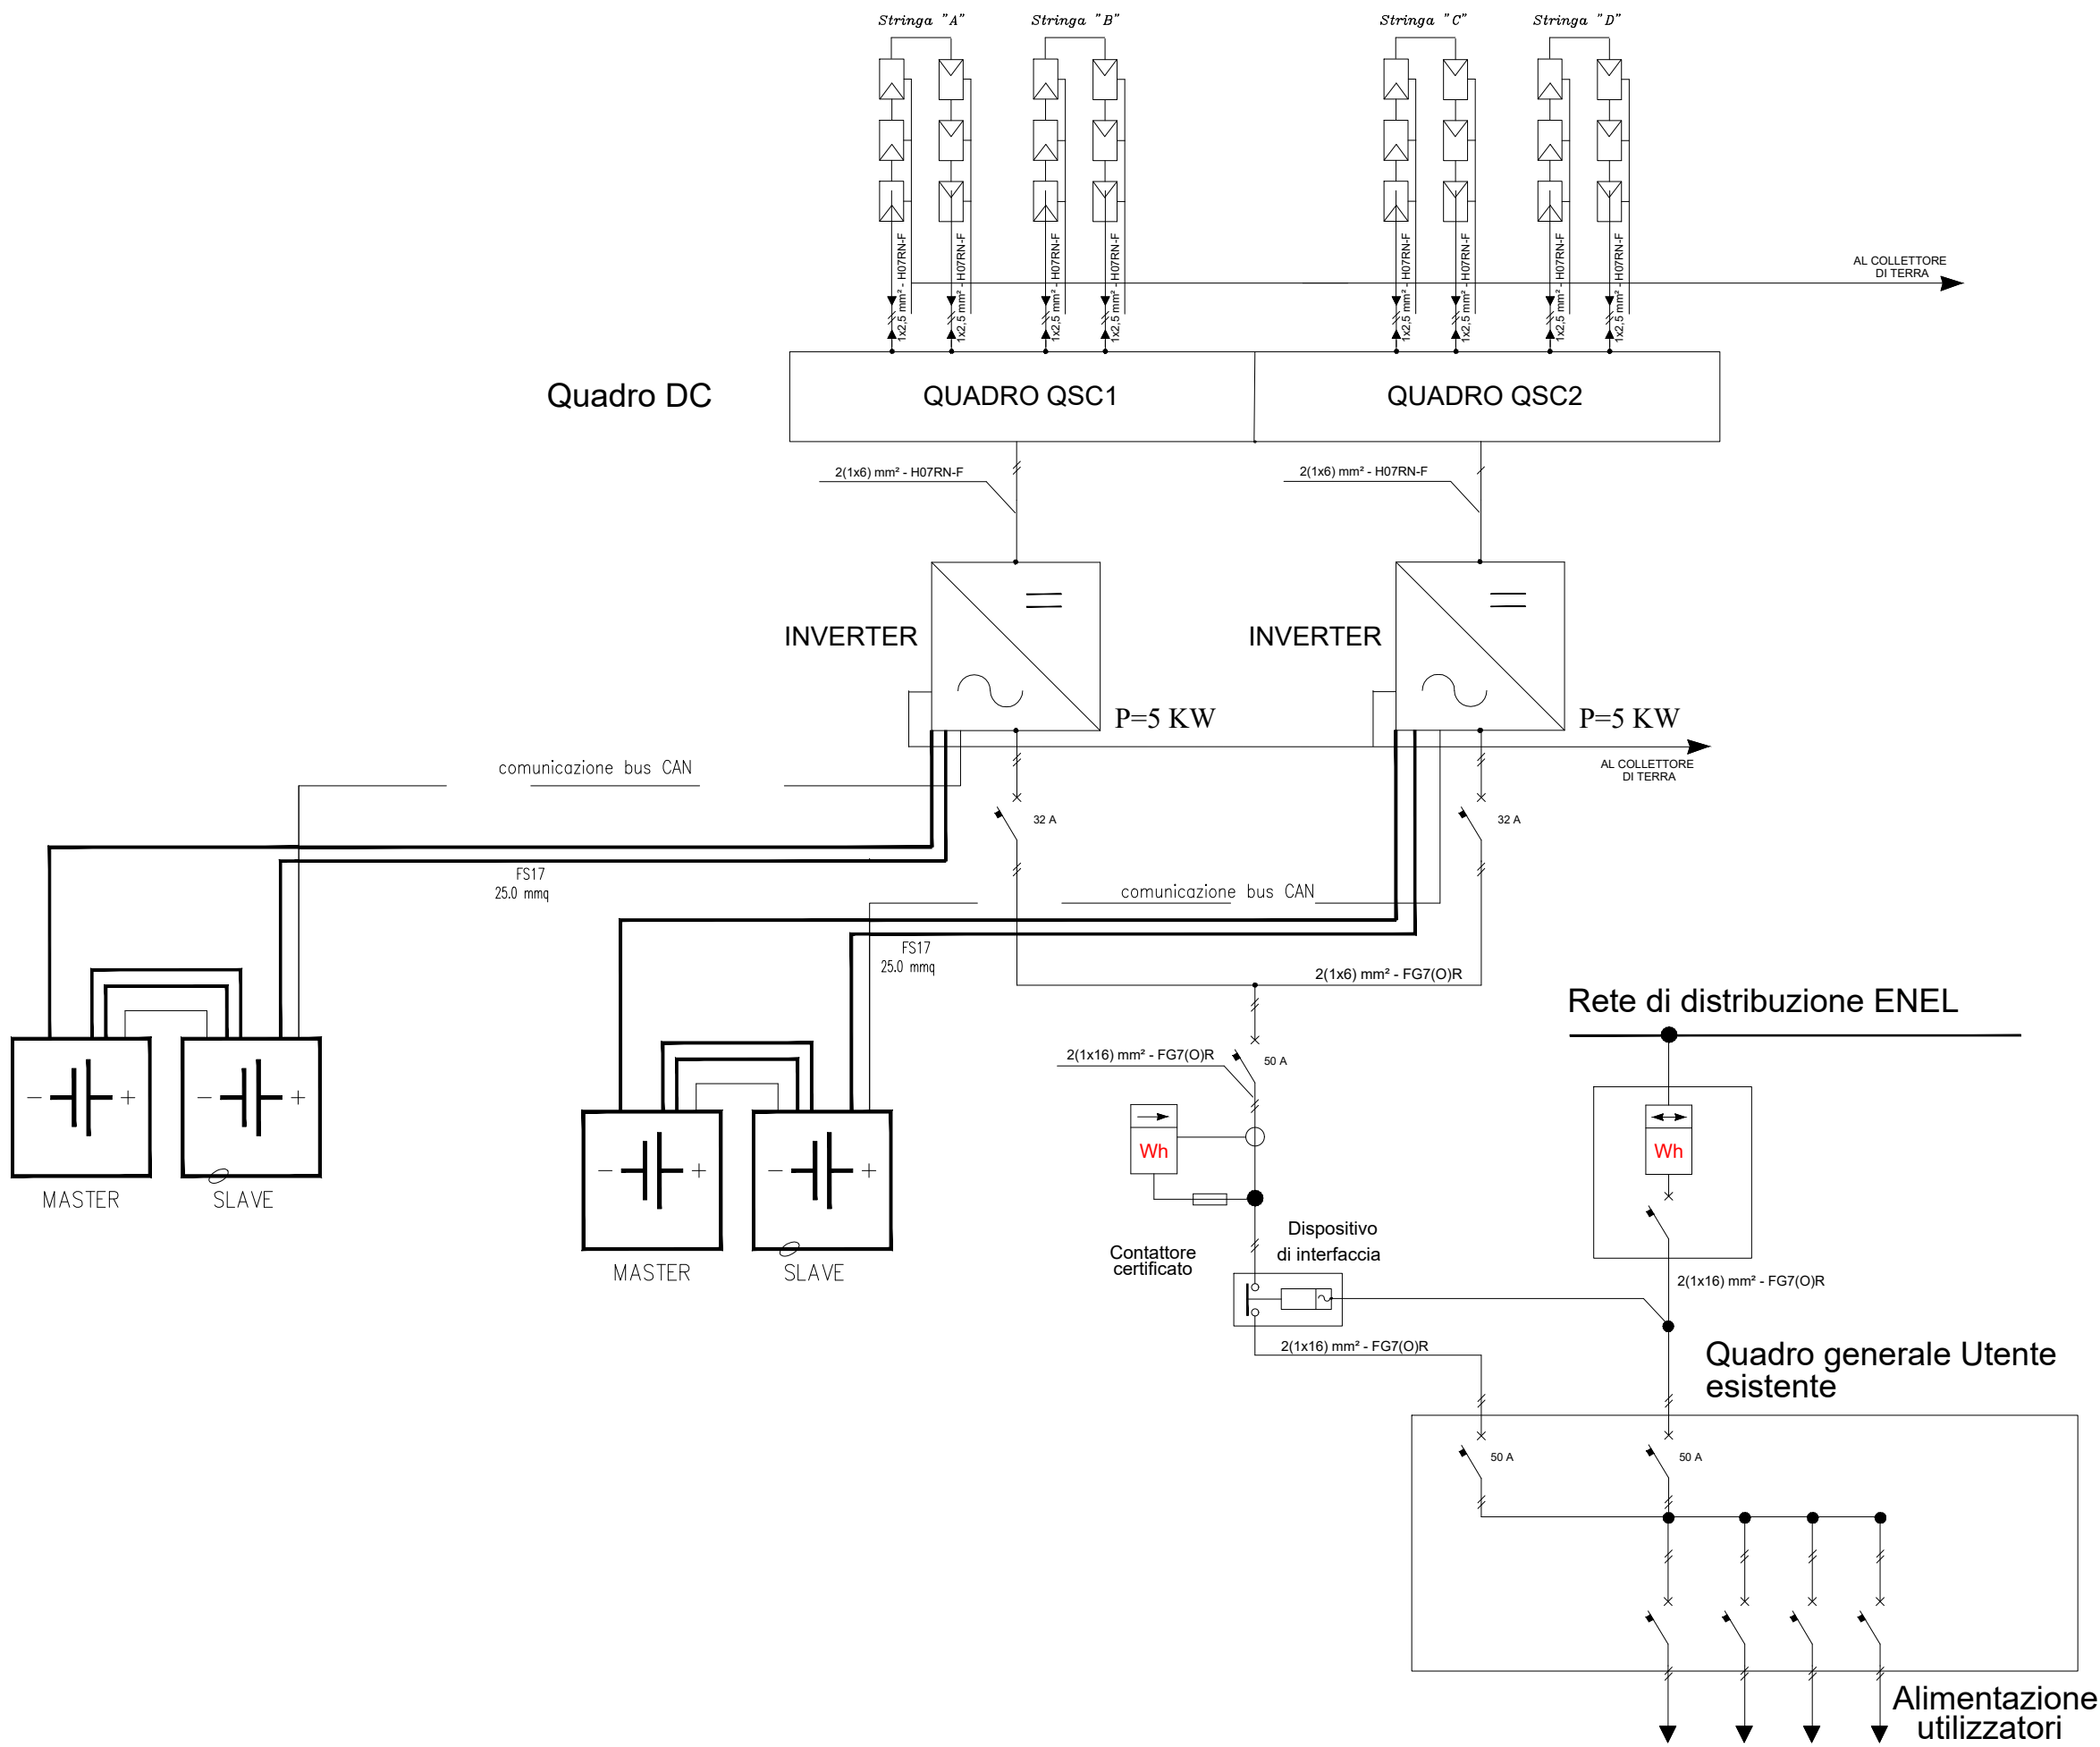 Stringa "A"
Stringa "B"
Stringa "C"
Stringa "D"
1x2,5 mm² - H07RN-F
1x2,5 mm² - H07RN-F
1x2,5 mm² - H07RN-F
1x2,5 mm² - H07RN-F
1x2,5 mm² - H07RN-F
1x2,5 mm² - H07RN-F
1x2,5 mm² - H07RN-F
1x2,5 mm² - H07RN-F
AL COLLETTORE
DI TERRA
Quadro DC
QUADRO QSC1
QUADRO QSC2
2(1x6) mm² - H07RN-F
2(1x6) mm² - H07RN-F
INVERTER
INVERTER
P=5 KW
P=5 KW
AL COLLETTORE
DI TERRA
comunicazione bus CAN
32 A
32 A
FS17
25.0 mmq
comunicazione bus CAN
FS17
25.0 mmq
2(1x6) mm² - FG7(O)R
Rete di distribuzione ENEL
2(1x16) mm² - FG7(O)R
50 A
- +
- +
MASTER
SLAVE
- +
- +
MASTER
SLAVE
Wh
Wh
Dispositivo
di interfaccia
Contattore
certificato
2(1x16) mm² - FG7(O)R
2(1x16) mm² - FG7(O)R
Quadro generale Utente
esistente
50 A
50 A
Alimentazione
utilizzatori